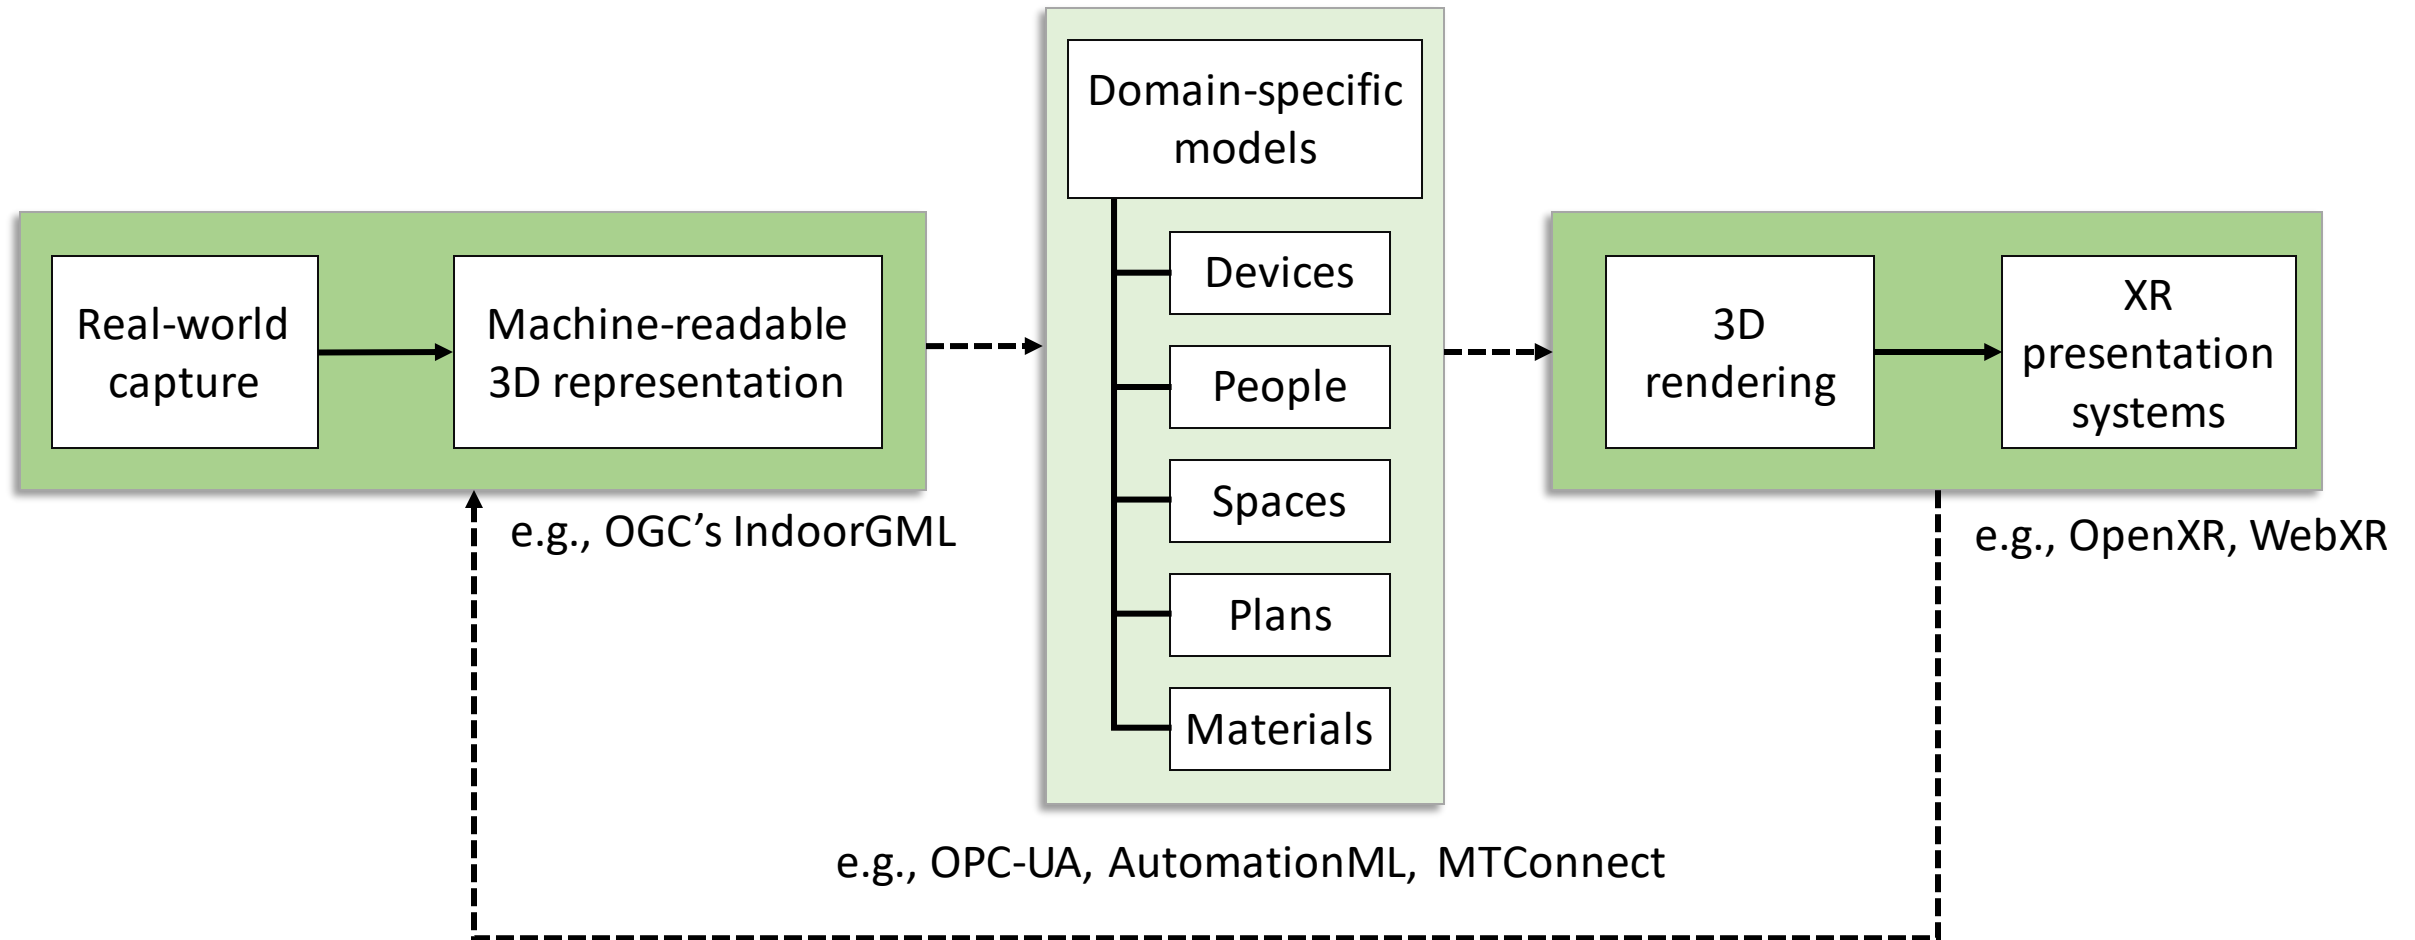 Real-world
capture
Machine-readable
3D representation
e.g., OGC’s IndoorGML
Domain-specific
models
Devices
People
Spaces
Plans
Materials
e.g., OPC-UA, AutomationML, MTConnect
3D
rendering
XR
presentation
systems
e.g., OpenXR, WebXR